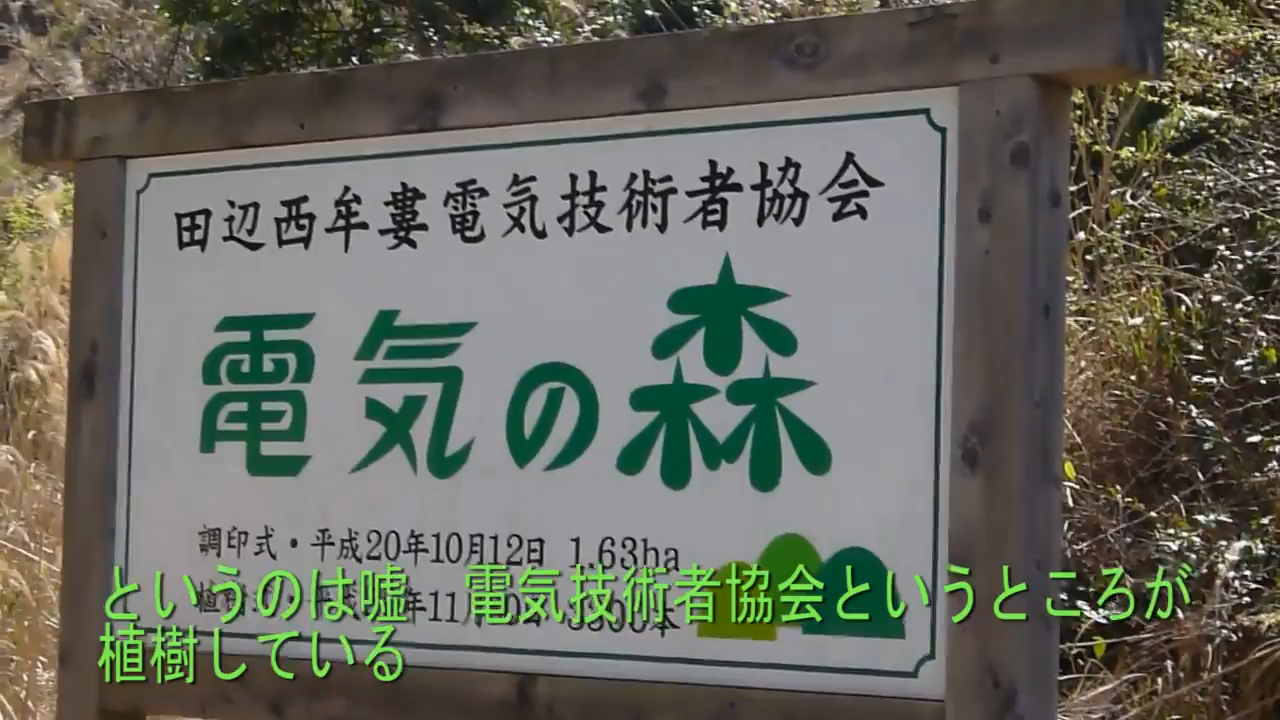 田辺西牟婁電気技術者協会
電気の森
調印式・平成20年10月12日 1.63ha
というのは嘘 電気技術者協会というところが
植樹している